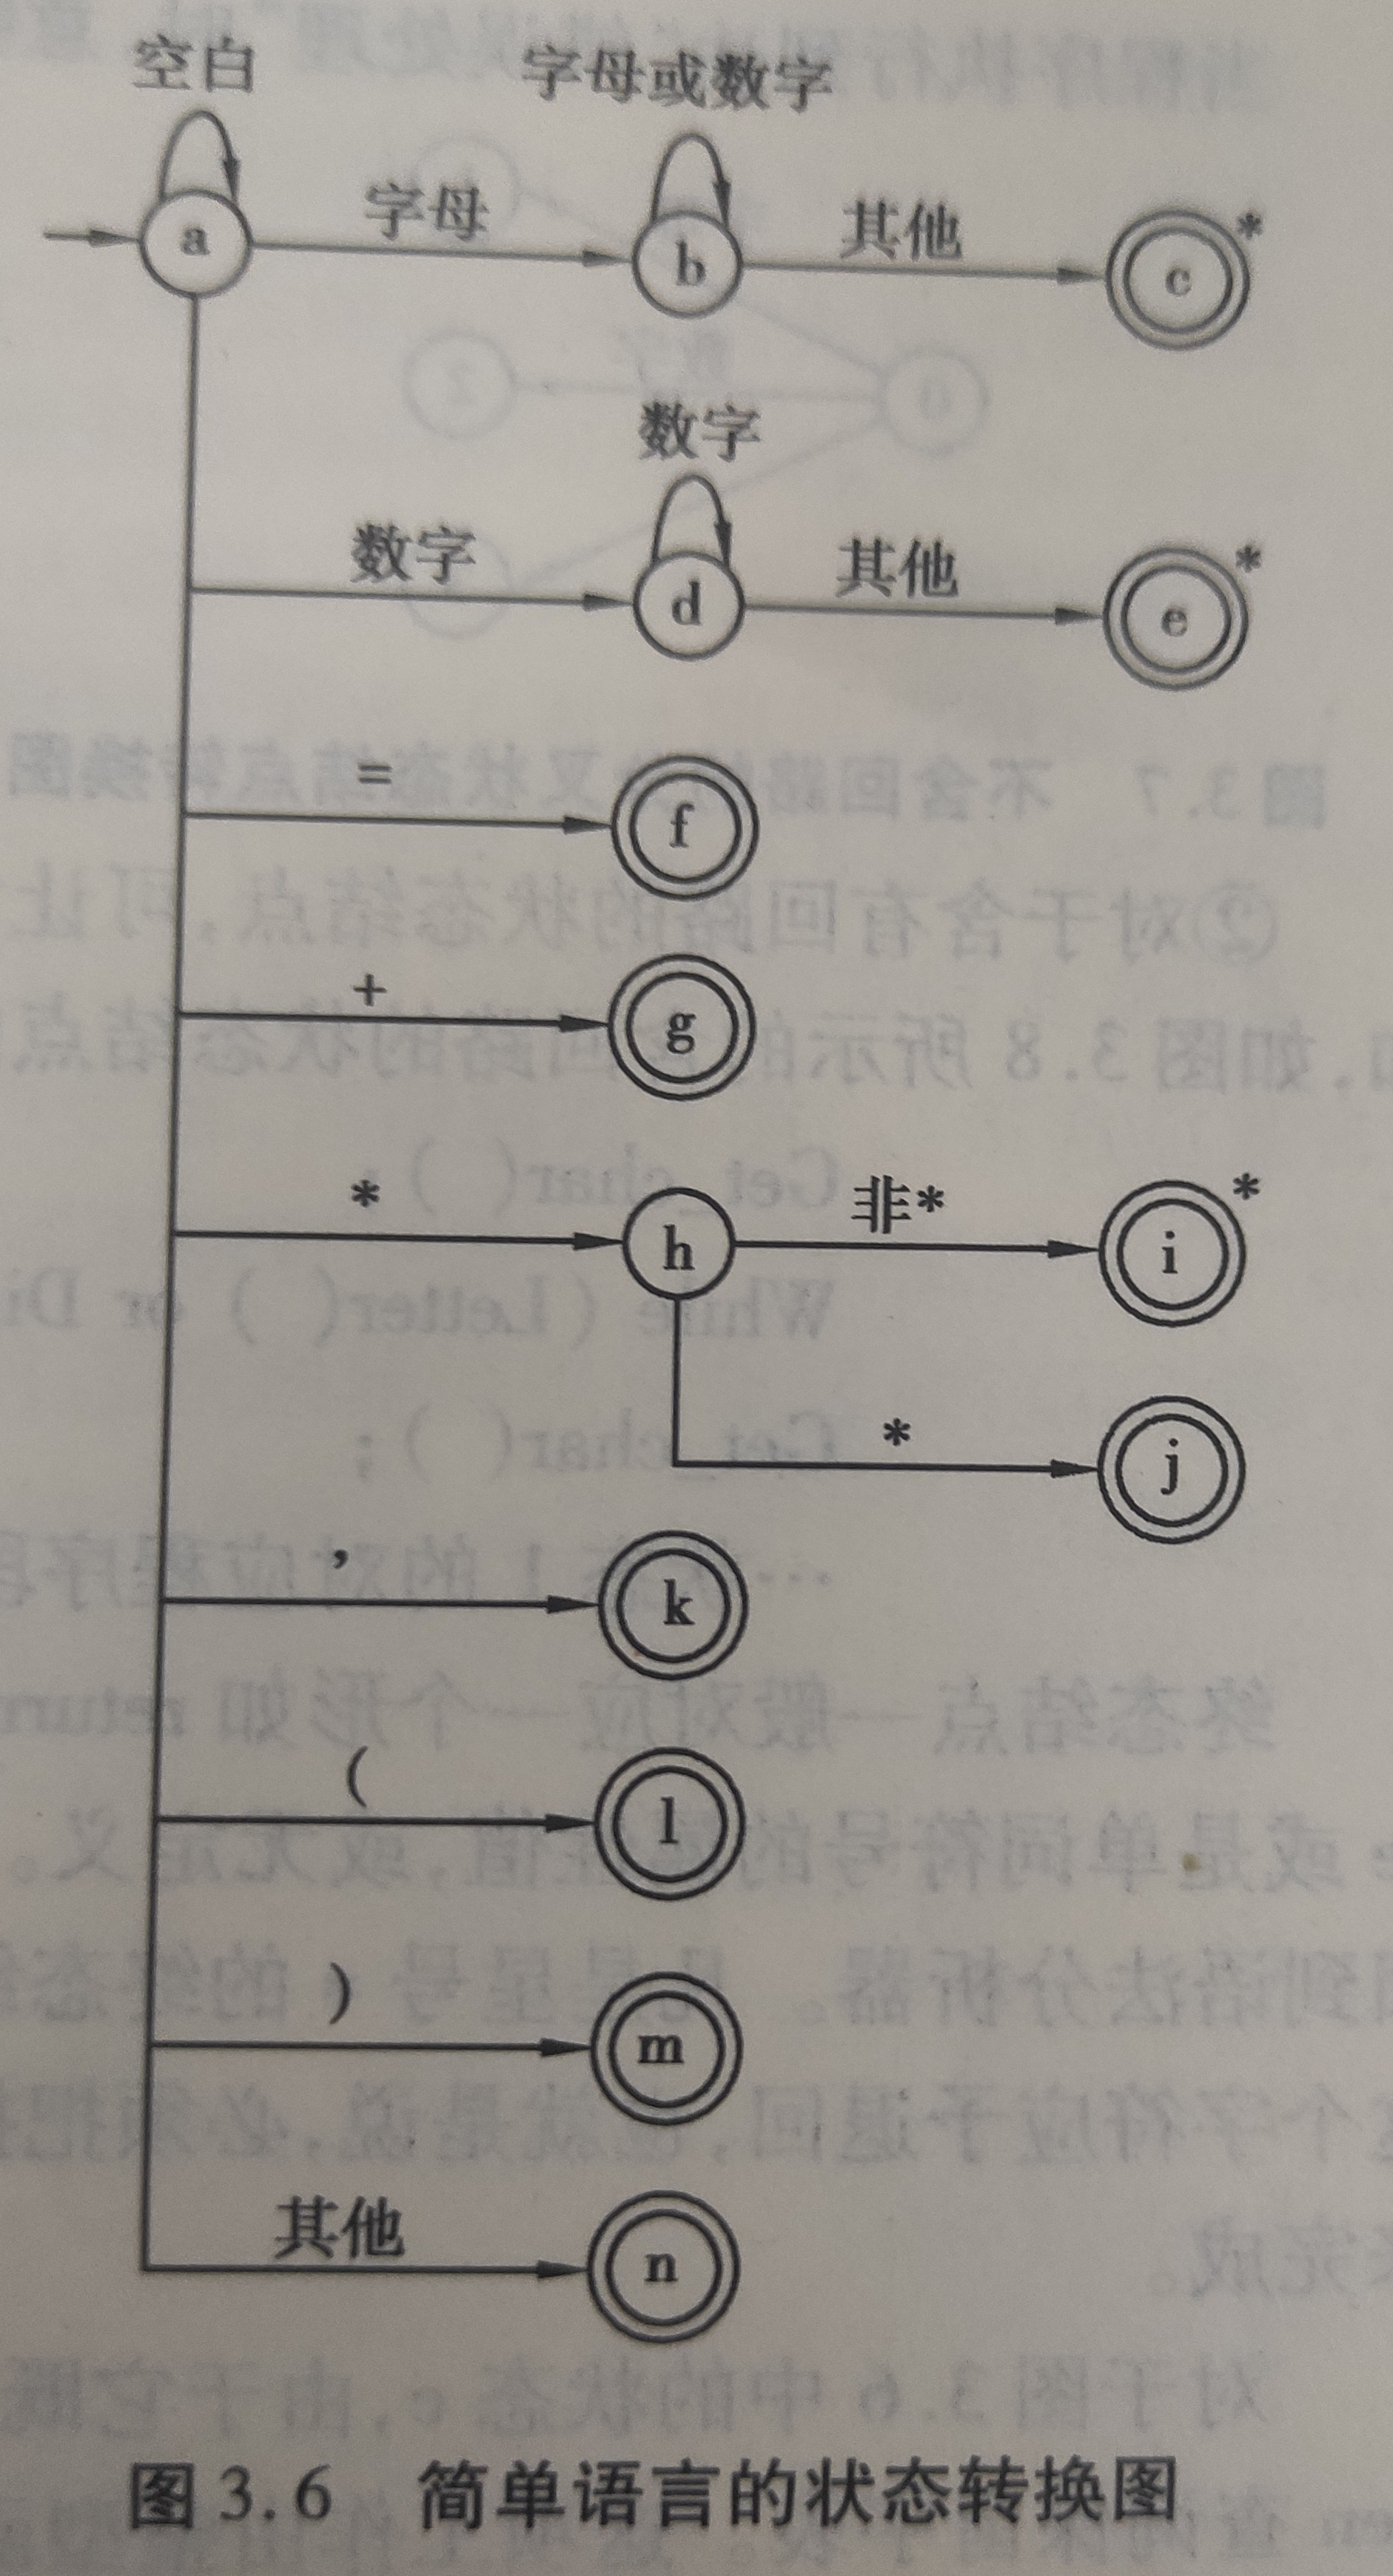 空白 字母或数字
a 字母 b 其他 c *
数字
数字 d 其他 e *
= f
+ g
* h 非* i *
* j
, k
( l
) m
其他 n
图 3.6 简单语言的状态转换图